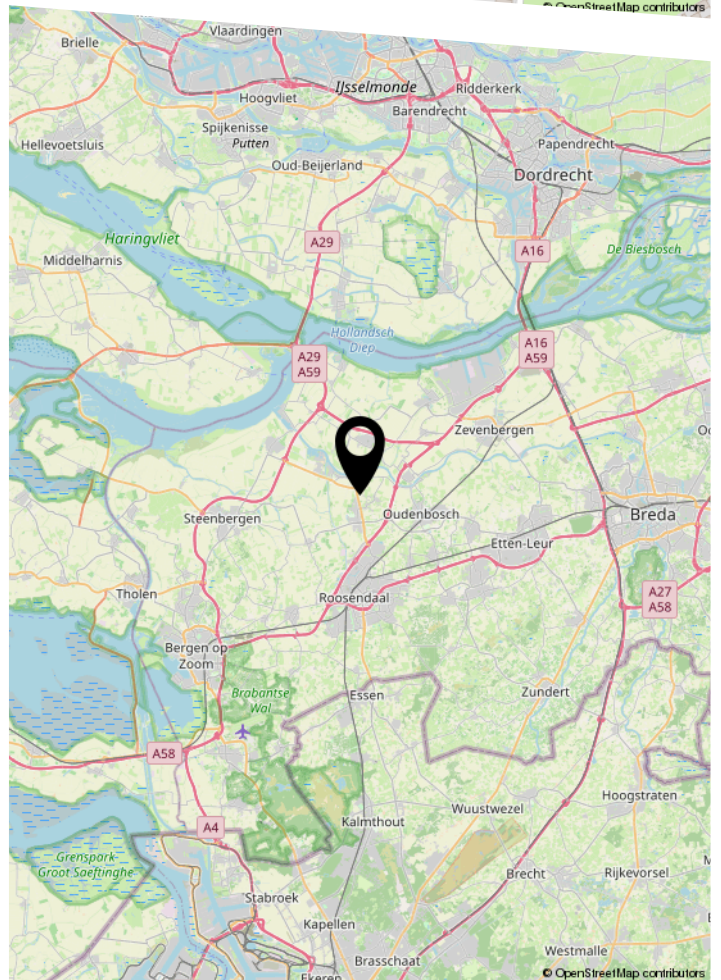 © OpenStreetMap contributors
Vlaardingen
Brielle
IJsselmonde
Ridderkerk
Hoogvliet
Barendrecht
Spijkenisse
Putten
Hellevoetsluis
Papendrecht
Oud-Beijerland
Dordrecht
Haringvliet
A29
A16
De Biesbosch
Middelharnis
Hollandsch
Diep
A29
A59
A16
A59
Zevenbergen
Steenbergen
Oudenbosch
Breda
Etten-Leur
Tholen
Roosendaal
A27
A58
Bergen op
Zoom
Brabantse
Wal
Essen
Zundert
A58
Hoogstraten
Wuustwezel
A4
Kalmthout
Grenspark
Groot Saeftinghe
Brecht
Rijkevorsel
Stabroek
Kapellen
Westmalle
Brasschaat
Ekeren
© OpenStreetMap contributors